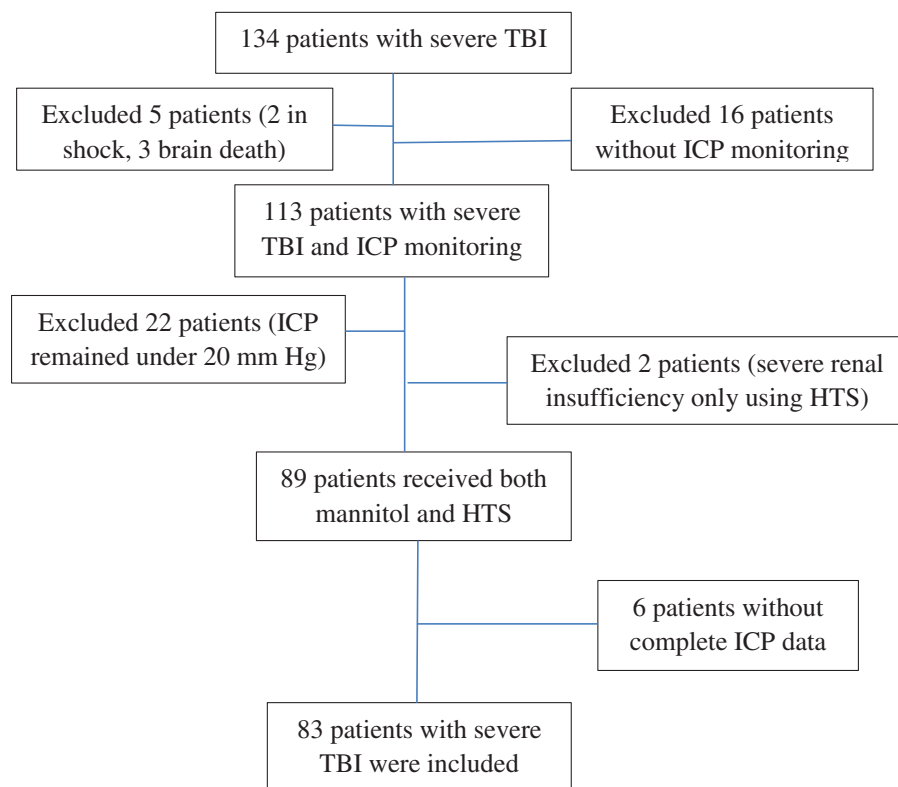 134 patients with severe TBI
Excluded 5 patients (2 in
shock, 3 brain death)
Excluded 16 patients
without ICP monitoring
113 patients with severe
TBI and ICP monitoring
Excluded 22 patients (ICP
remained under 20 mm Hg)
Excluded 2 patients (severe renal
insufficiency only using HTS)
89 patients received both
mannitol and HTS
6 patients without
complete ICP data
83 patients with severe
TBI were included